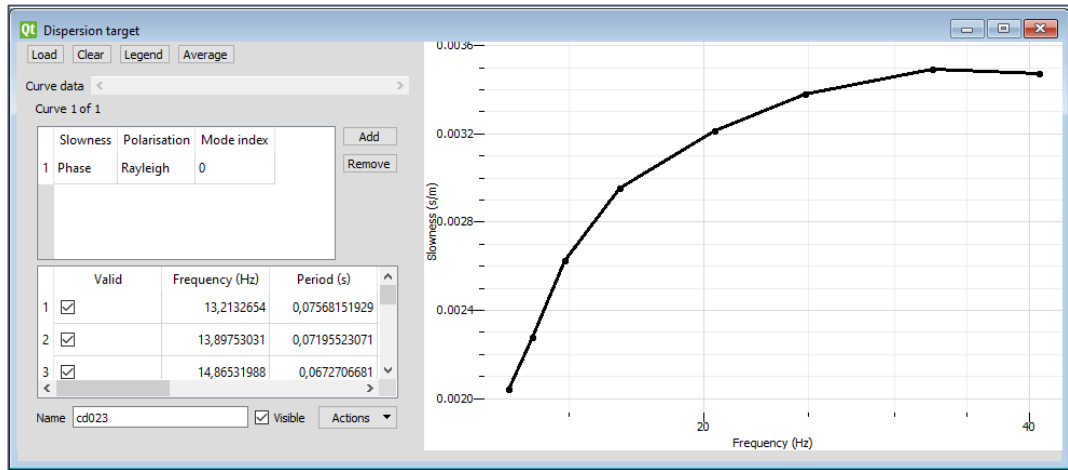 Qt Dispersion target
Load Clear Legend Average
Curve data
Curve 1 of 1
Slowness Polarisation Mode index
1 Phase Rayleigh 0
Add
Remove
Valid Frequency (Hz) Period (s)
1 13,2132654 0,07568151929
2 13,89753031 0,07195523071
3 14,86531988 0,0672706681
Name cd023 Visible Actions
0.0036
0.0032
0.0028
0.0024
0.0020
Slowness (s/m)
20 40
Frequency (Hz)